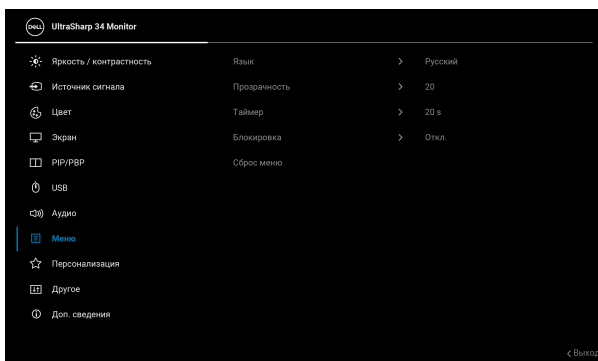 DELL UltraSharp 34 Monitor
Яркость / контрастность Язык > Русский
Источник сигнала Прозрачность > 20
Цвет Таймер > 20 s
Экран Блокировка > Откл.
PIP/PBP Сброс меню
USB
Аудио
Меню
Персонализация
Другое
Доп. сведения
< Выход